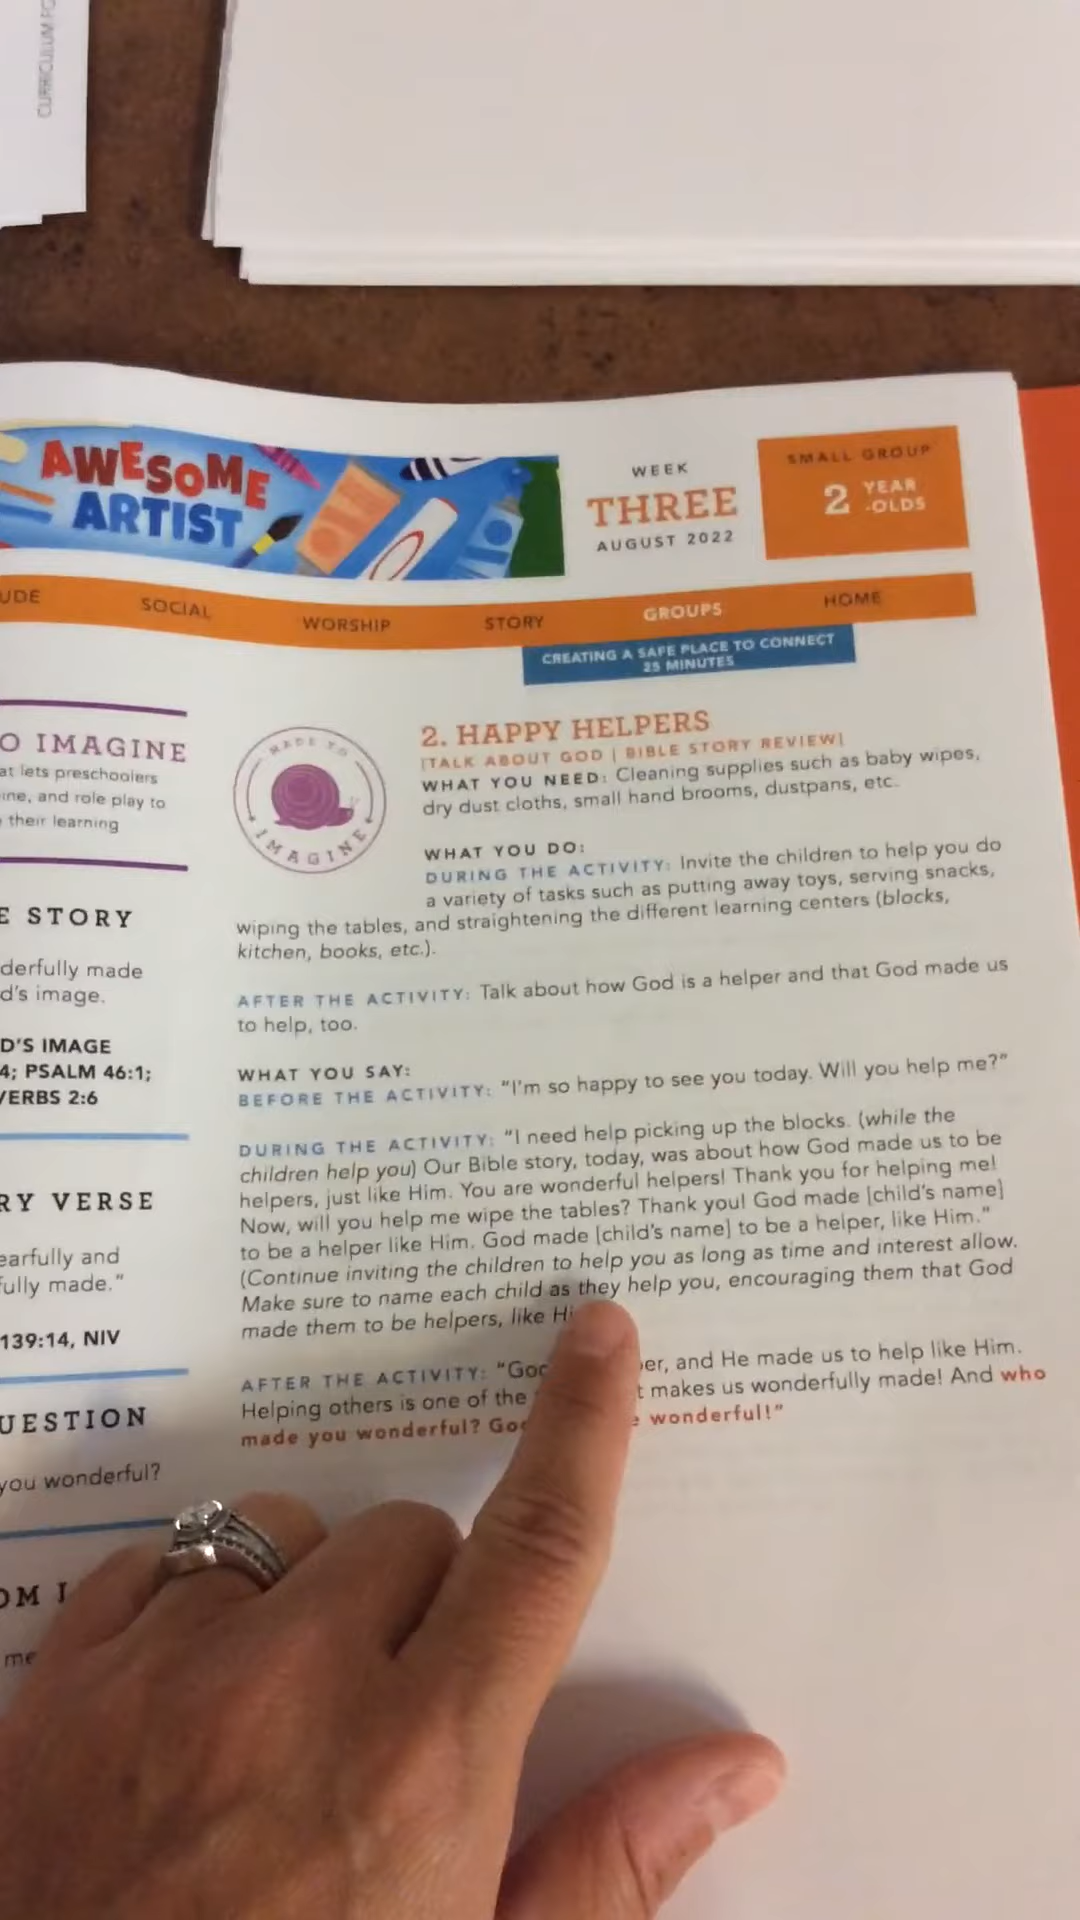 CURRICULUM
AWESOME
ARTIST
WEEK
THREE
AUGUST 2022
SMALL GROUP
2 YEAR
-OLDS
UDE SOCIAL WORSHIP STORY GROUPS HOME
CREATING A SAFE PLACE TO CONNECT
25 MINUTES
O IMAGINE
at lets preschoolers
ine, and role play to
their learning
E STORY
derfully made
d's image.
D'S IMAGE
4; PSALM 46:1;
VERBS 2:6
RY VERSE
earfully and
fully made."
139:14, NIV
UESTION
you wonderful?
OM I
me
MADE TO
IMAGINE
2. HAPPY HELPERS
[TALK ABOUT GOD | BIBLE STORY REVIEW]
WHAT YOU NEED: Cleaning supplies such as baby wipes,
dry dust cloths, small hand brooms, dustpans, etc.
WHAT YOU DO:
DURING THE ACTIVITY: Invite the children to help you do
a variety of tasks such as putting away toys, serving snacks,
wiping the tables, and straightening the different learning centers (blocks,
kitchen, books, etc.).
AFTER THE ACTIVITY: Talk about how God is a helper and that God made us
to help, too.
WHAT YOU SAY:
BEFORE THE ACTIVITY: "I'm so happy to see you today. Will you help me?"
DURING THE ACTIVITY: "I need help picking up the blocks. (while the
children help you) Our Bible story, today, was about how God made us to be
helpers, just like Him. You are wonderful helpers! Thank you for helping me!
Now, will you help me wipe the tables? Thank you! God made [child's name]
to be a helper like Him. God made [child's name] to be a helper, like Him."
(Continue inviting the children to help you as long as time and interest allow.
Make sure to name each child as they help you, encouraging them that God
made them to be helpers, like Hi
AFTER THE ACTIVITY: "Goc er, and He made us to help like Him.
Helping others is one of the t makes us wonderfully made! And who
made you wonderful? Goc e wonderful!"